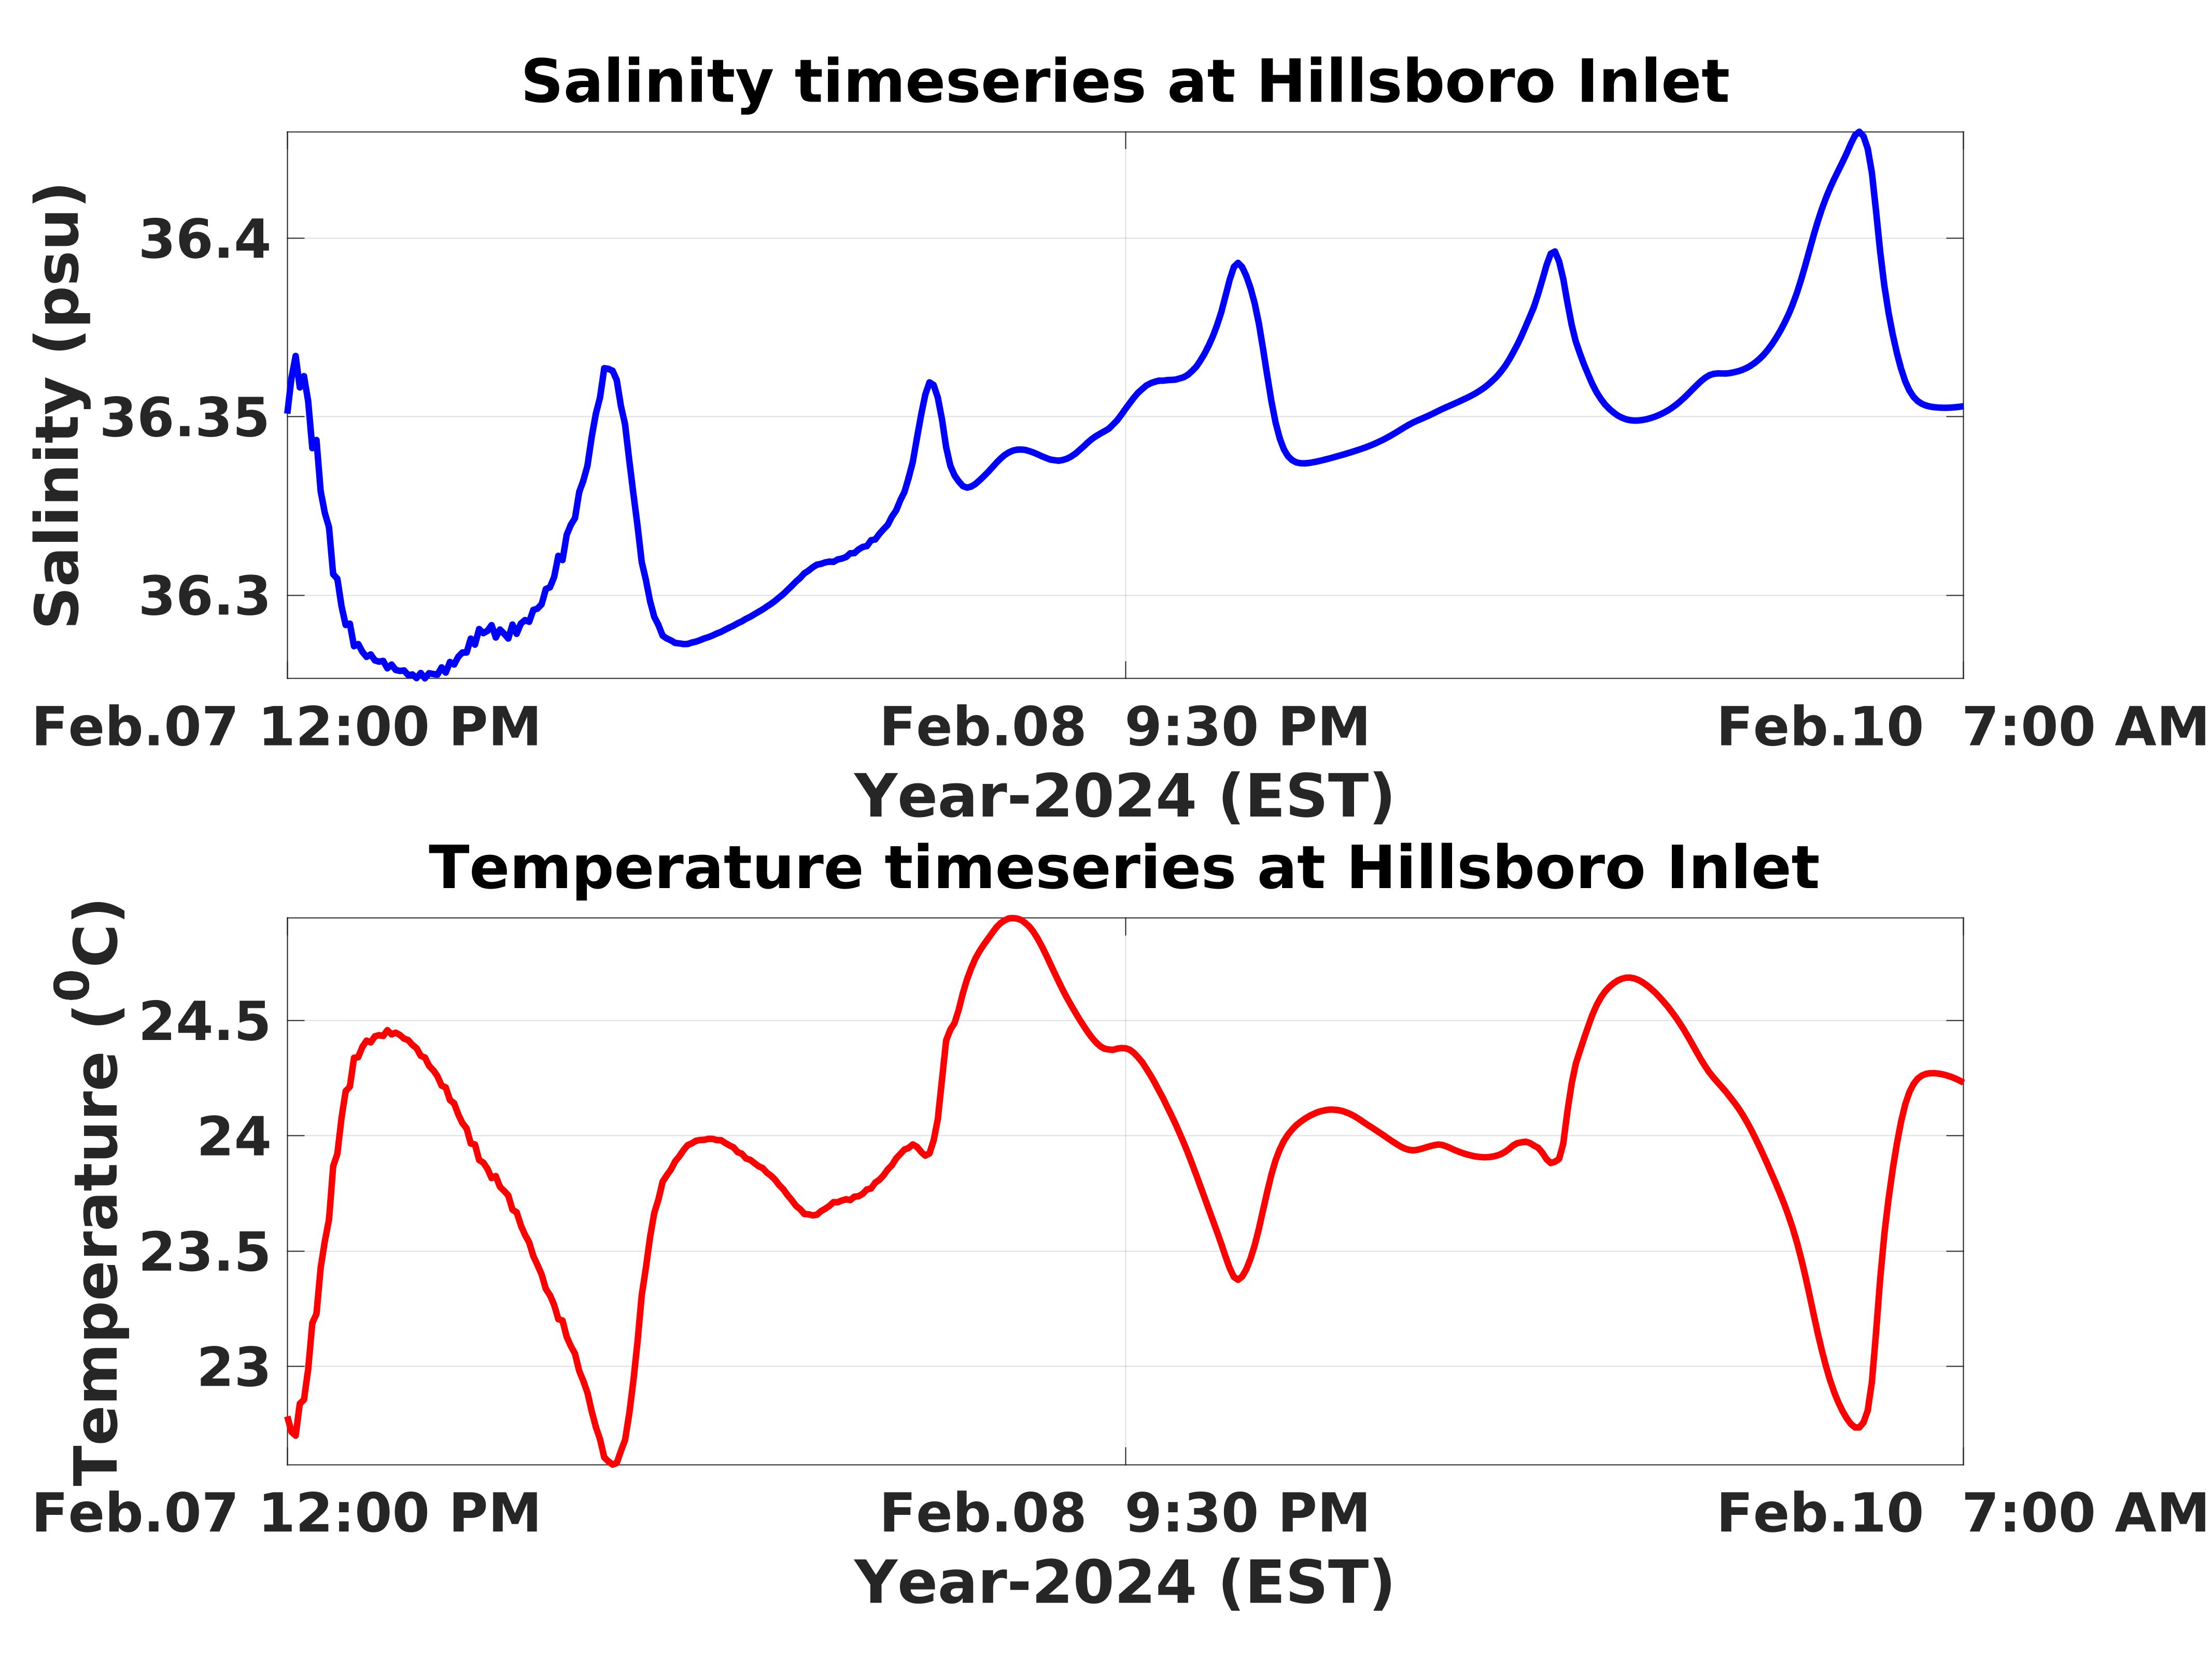 Salinity timeseries at Hillsboro Inlet
Salinity (psu)
36.4
36.35
36.3
Feb.07 12:00 PM
Feb.08  9:30 PM
Feb.10  7:00 AM
Year-2024 (EST)
Temperature timeseries at Hillsboro Inlet
Temperature (⁰C)
24.5
24
23.5
23
Feb.07 12:00 PM
Feb.08  9:30 PM
Feb.10  7:00 AM
Year-2024 (EST)